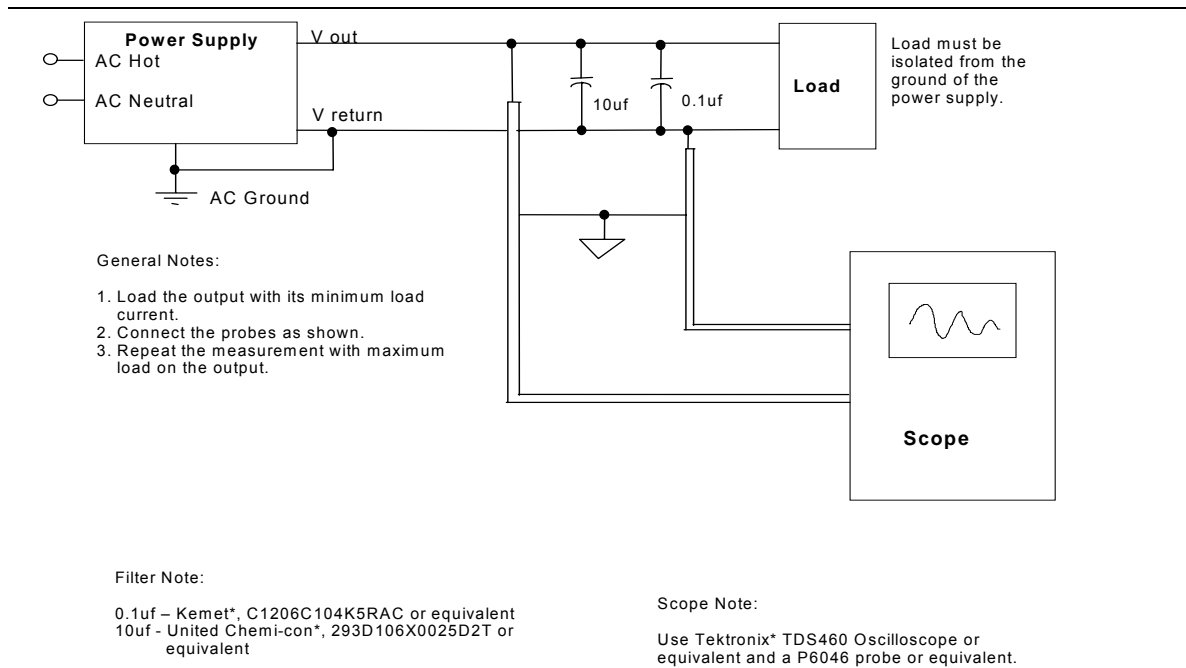 Power Supply
V out
AC Hot
AC Neutral
V return
AC Ground
10uf
0.1uf
Load
Load must be
isolated from the
ground of the
power supply.
General Notes:
1. Load the output with its minimum load
current.
2. Connect the probes as shown.
3. Repeat the measurement with maximum
load on the output.
Scope
Filter Note:
0.1uf – Kemet*, C1206C104K5RAC or equivalent
10uf - United Chemi-con*, 293D106X0025D2T or
equivalent
Scope Note:
Use Tektronix* TDS460 Oscilloscope or
equivalent and a P6046 probe or equivalent.